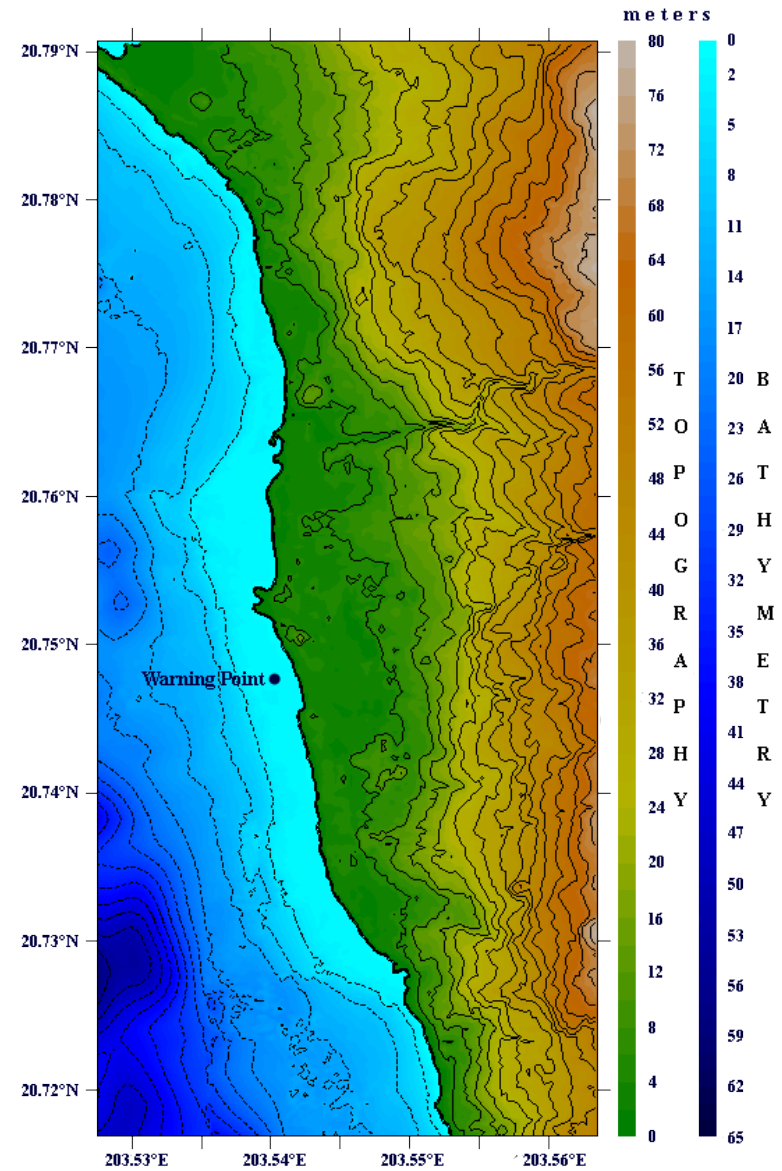 meters
20.79°N
20.78°N
20.77°N
20.76°N
20.75°N
20.74°N
20.73°N
20.72°N
203.53°E
203.54°E
203.55°E
203.56°E
Warning Point
80
76
72
68
64
60
56
52
48
44
40
36
32
28
24
20
16
12
8
4
0
TOPOGRAPHY
0
2
5
8
11
14
17
20
23
26
29
32
35
38
41
44
47
50
53
56
59
62
65
BATHYMETRY